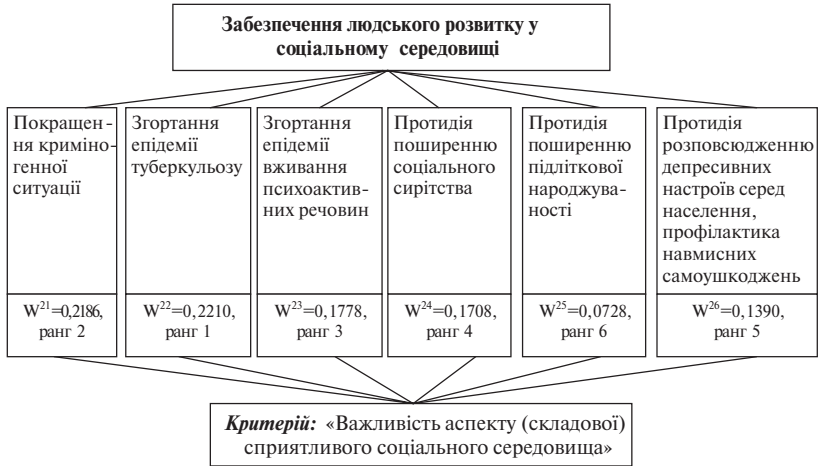 Забезпечення людського розвитку у
соціальному середовищі
Покращен-
ня криміно-
генної
ситуації
Згортання
епідемії
туберкульозу
Згортання
епідемії
вживання
психоактив-
них речовин
Протидія
поширенню
соціального
сирітства
Протидія
поширенню
підліткової
народжува-
ності
Протидія
розповсюдженню
депресивних
настроїв серед
населення,
профілактика
навмисних
самоушкоджень
W²¹=0,2186,
ранг 2
W²²=0,2210,
ранг 1
W²³=0,1778,
ранг 3
W²⁴=0,1708,
ранг 4
W²⁵=0,0728,
ранг 6
W²⁶=0,1390,
ранг 5
Критерій: «Важливість аспекту (складової)
сприятливого соціального середовища»